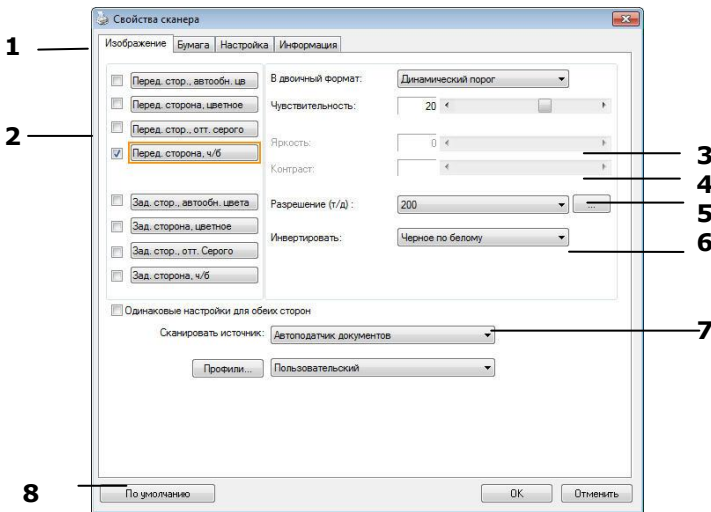 Свойства сканера
Изображение Бумага Настройка Информация
1
Перед. стор., автообн. цв
В двоичный формат: Динамический порог
Перед. сторона, цветное
Чувствительность: 20
2
Перед. стор., отт. серого
Яркость: 0
Перед. сторона, ч/б
3
Контраст:
4
Зад. стор., автообн. цвета
Разрешение (т/д) : 200 ...
5
Зад. сторона, цветное
Инвертировать: Черное по белому
6
Зад. стор., отт. Серого
Зад. сторона, ч/б
Одинаковые настройки для обеих сторон
Сканировать источник: Автоподатчик документов
7
Профили... Пользовательский
8
По умолчанию OK Отменить